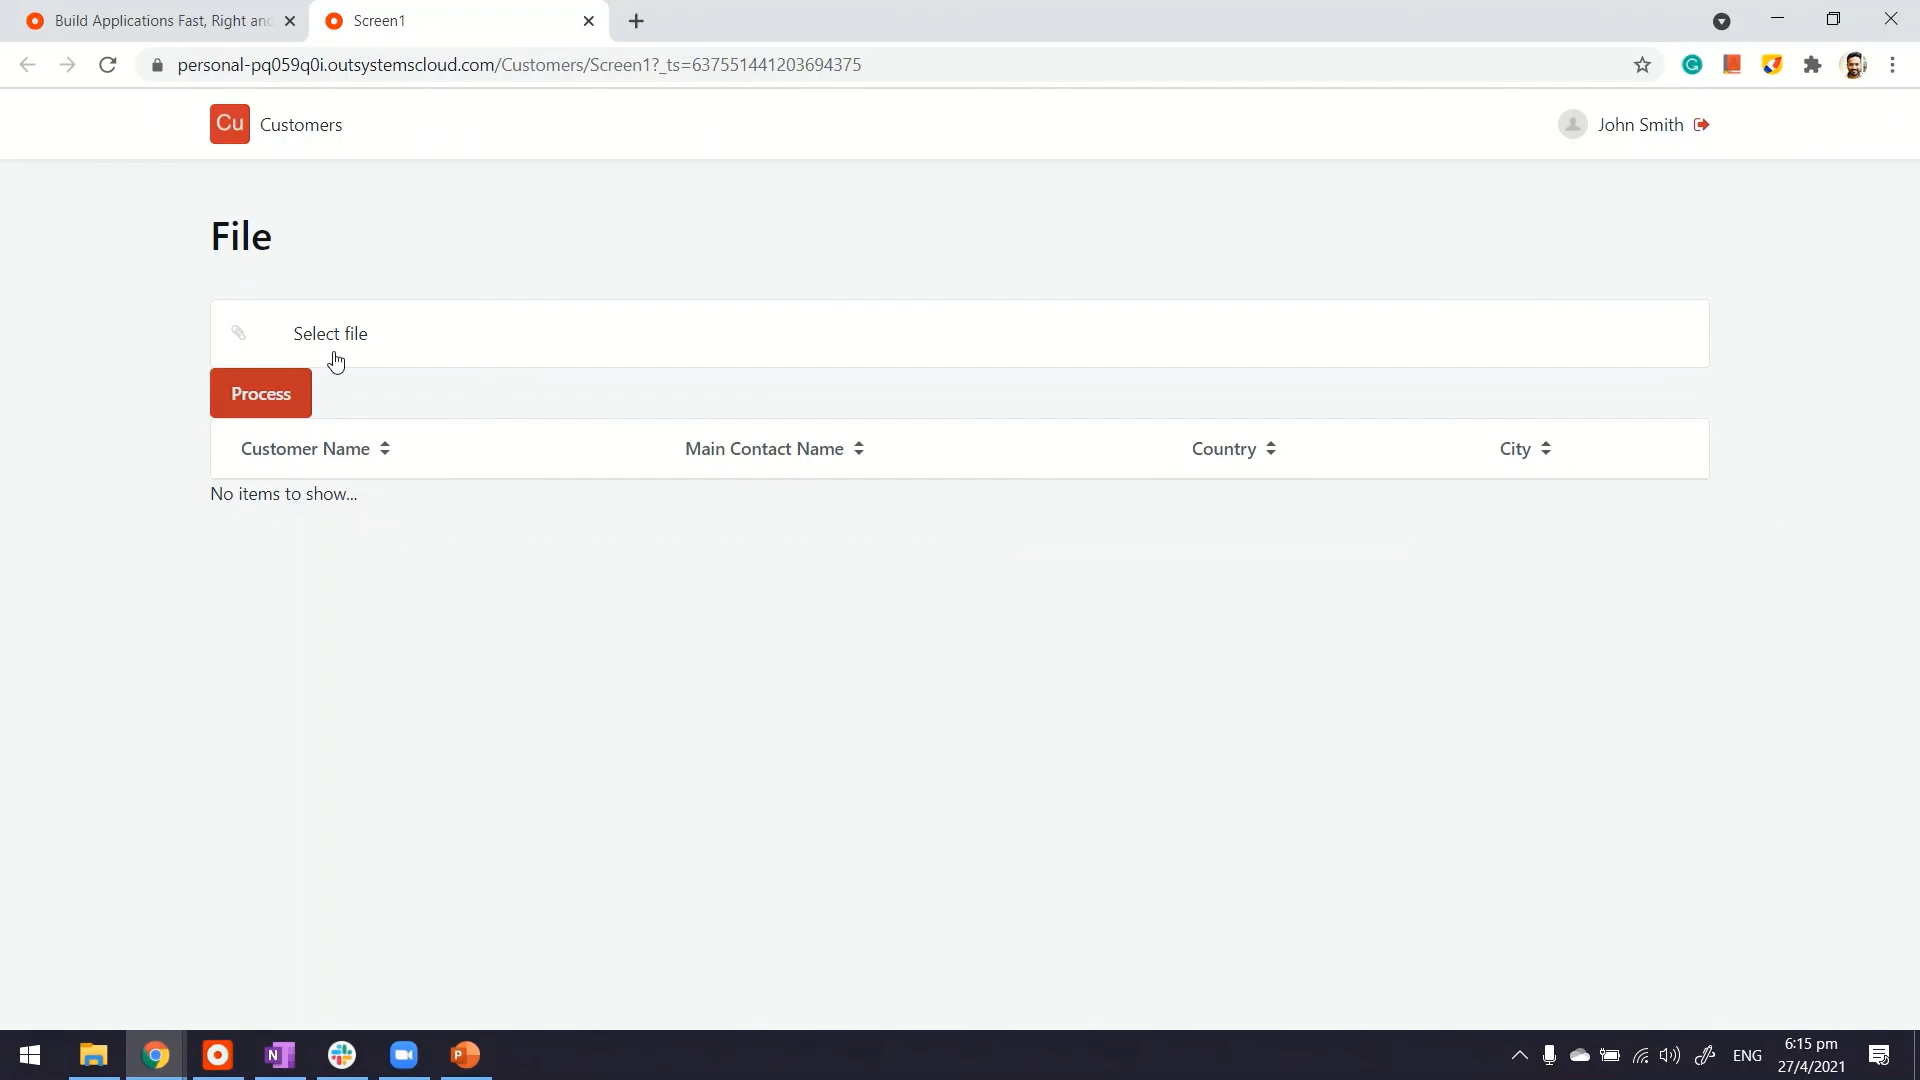 Build Applications Fast, Right and
Screen1
personal-pq059q0i.outsystemscloud.com/Customers/Screen1?_ts=637551441203694375
Cu Customers
John Smith
File
Select file
Process
Customer Name Main Contact Name Country City
No items to show...
ENG
6:15 pm
27/4/2021